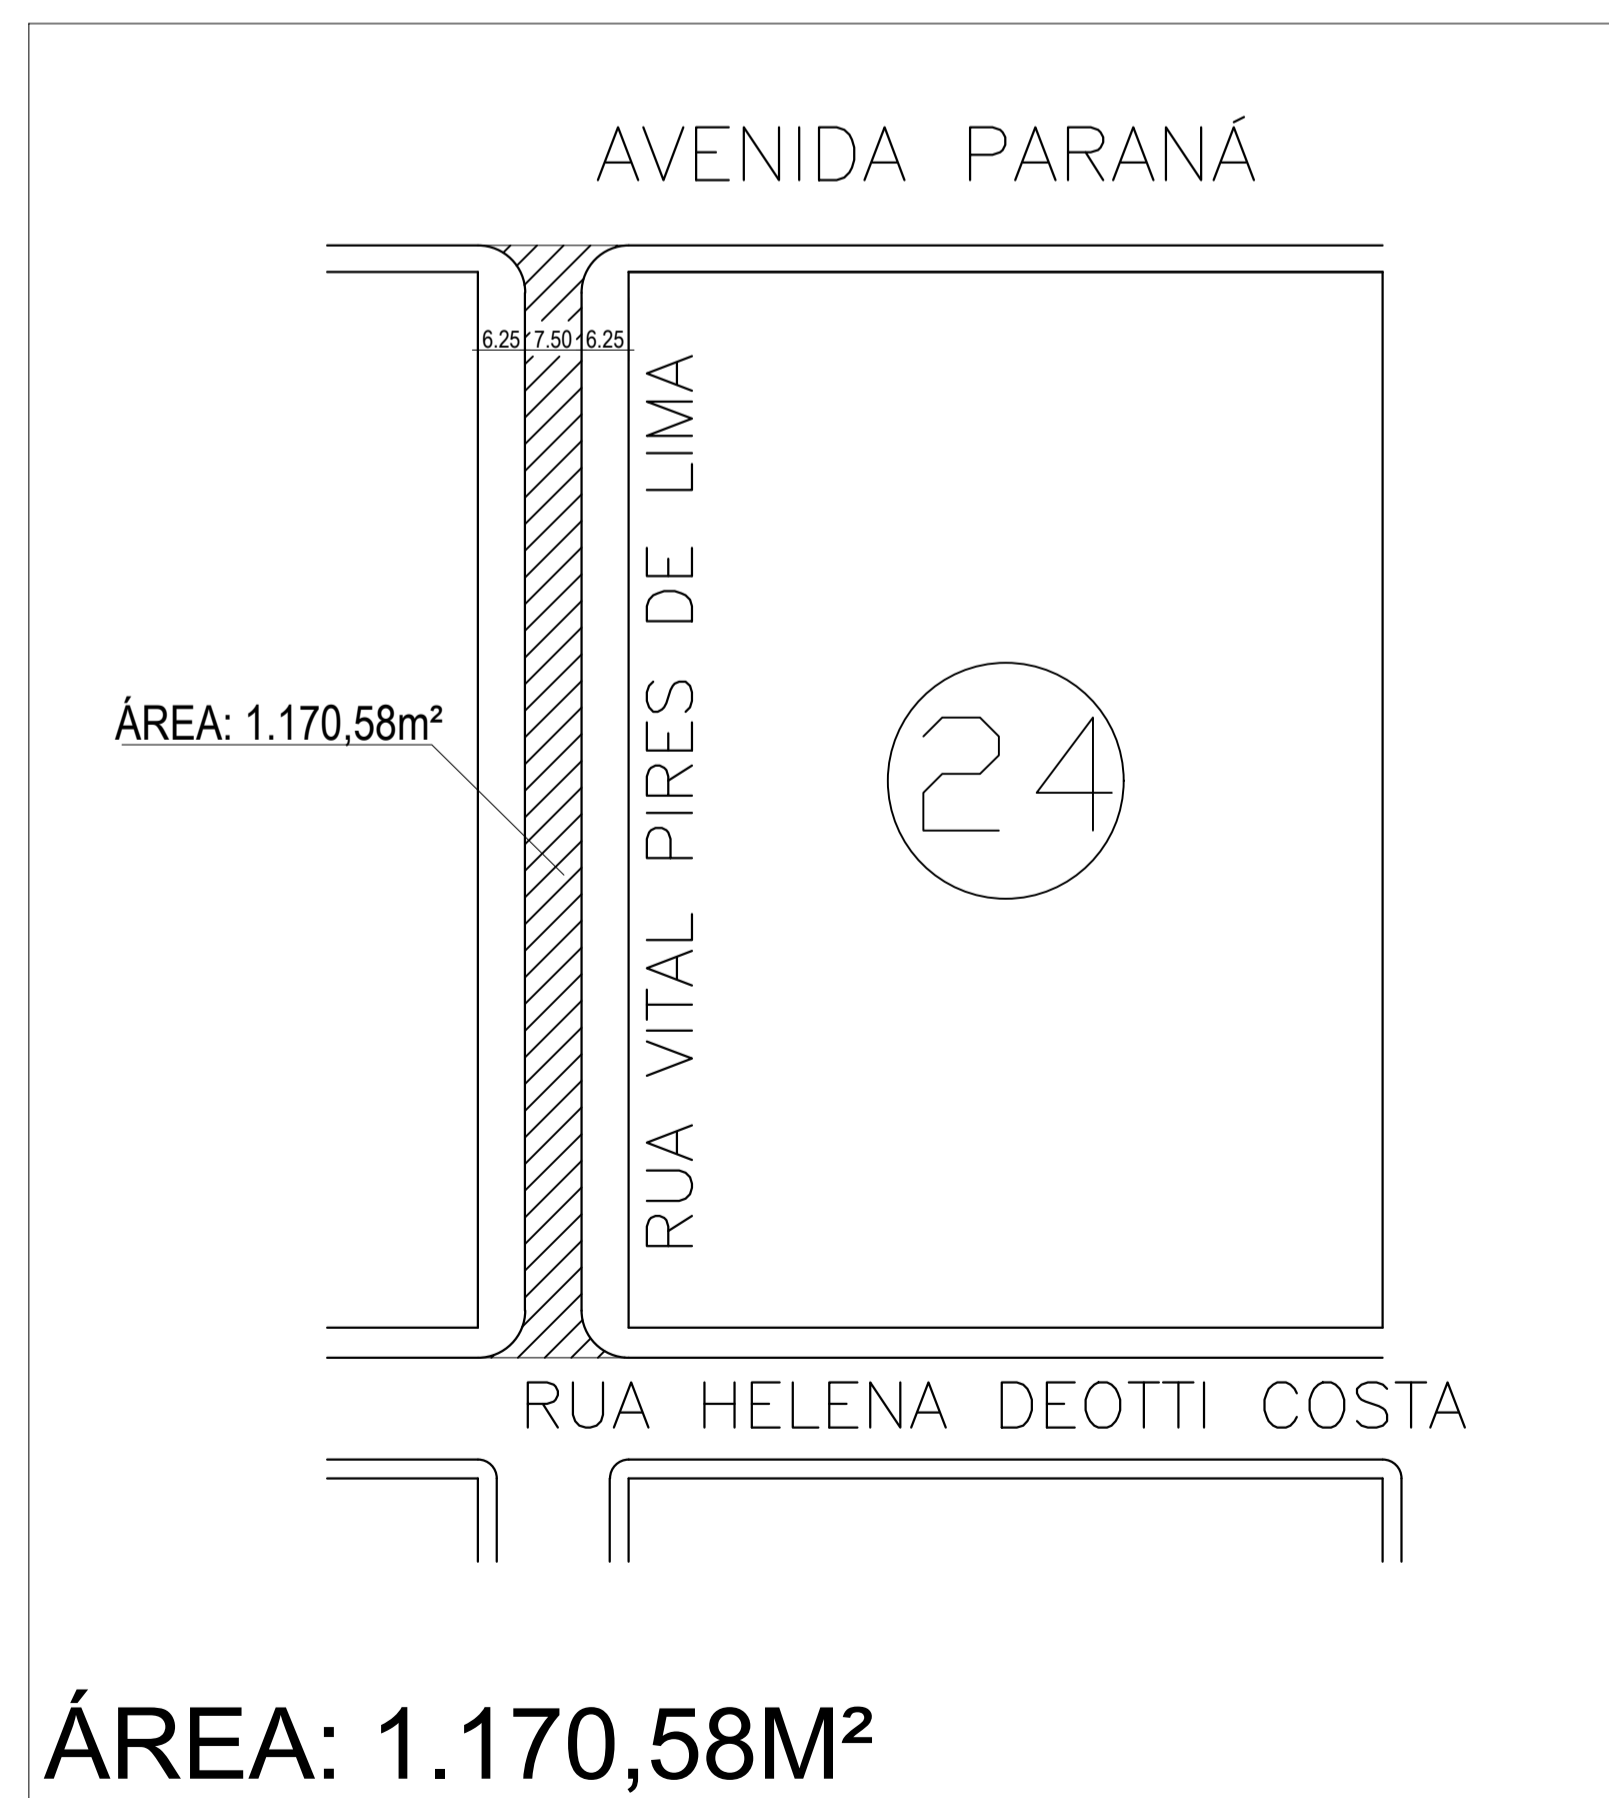 AVENIDA PARANÁ
6.25 7.50 6.25
RUA VITAL PIRES DE LIMA
ÁREA: 1.170,58m²
24
RUA HELENA DEOTTI COSTA
ÁREA: 1.170,58M²